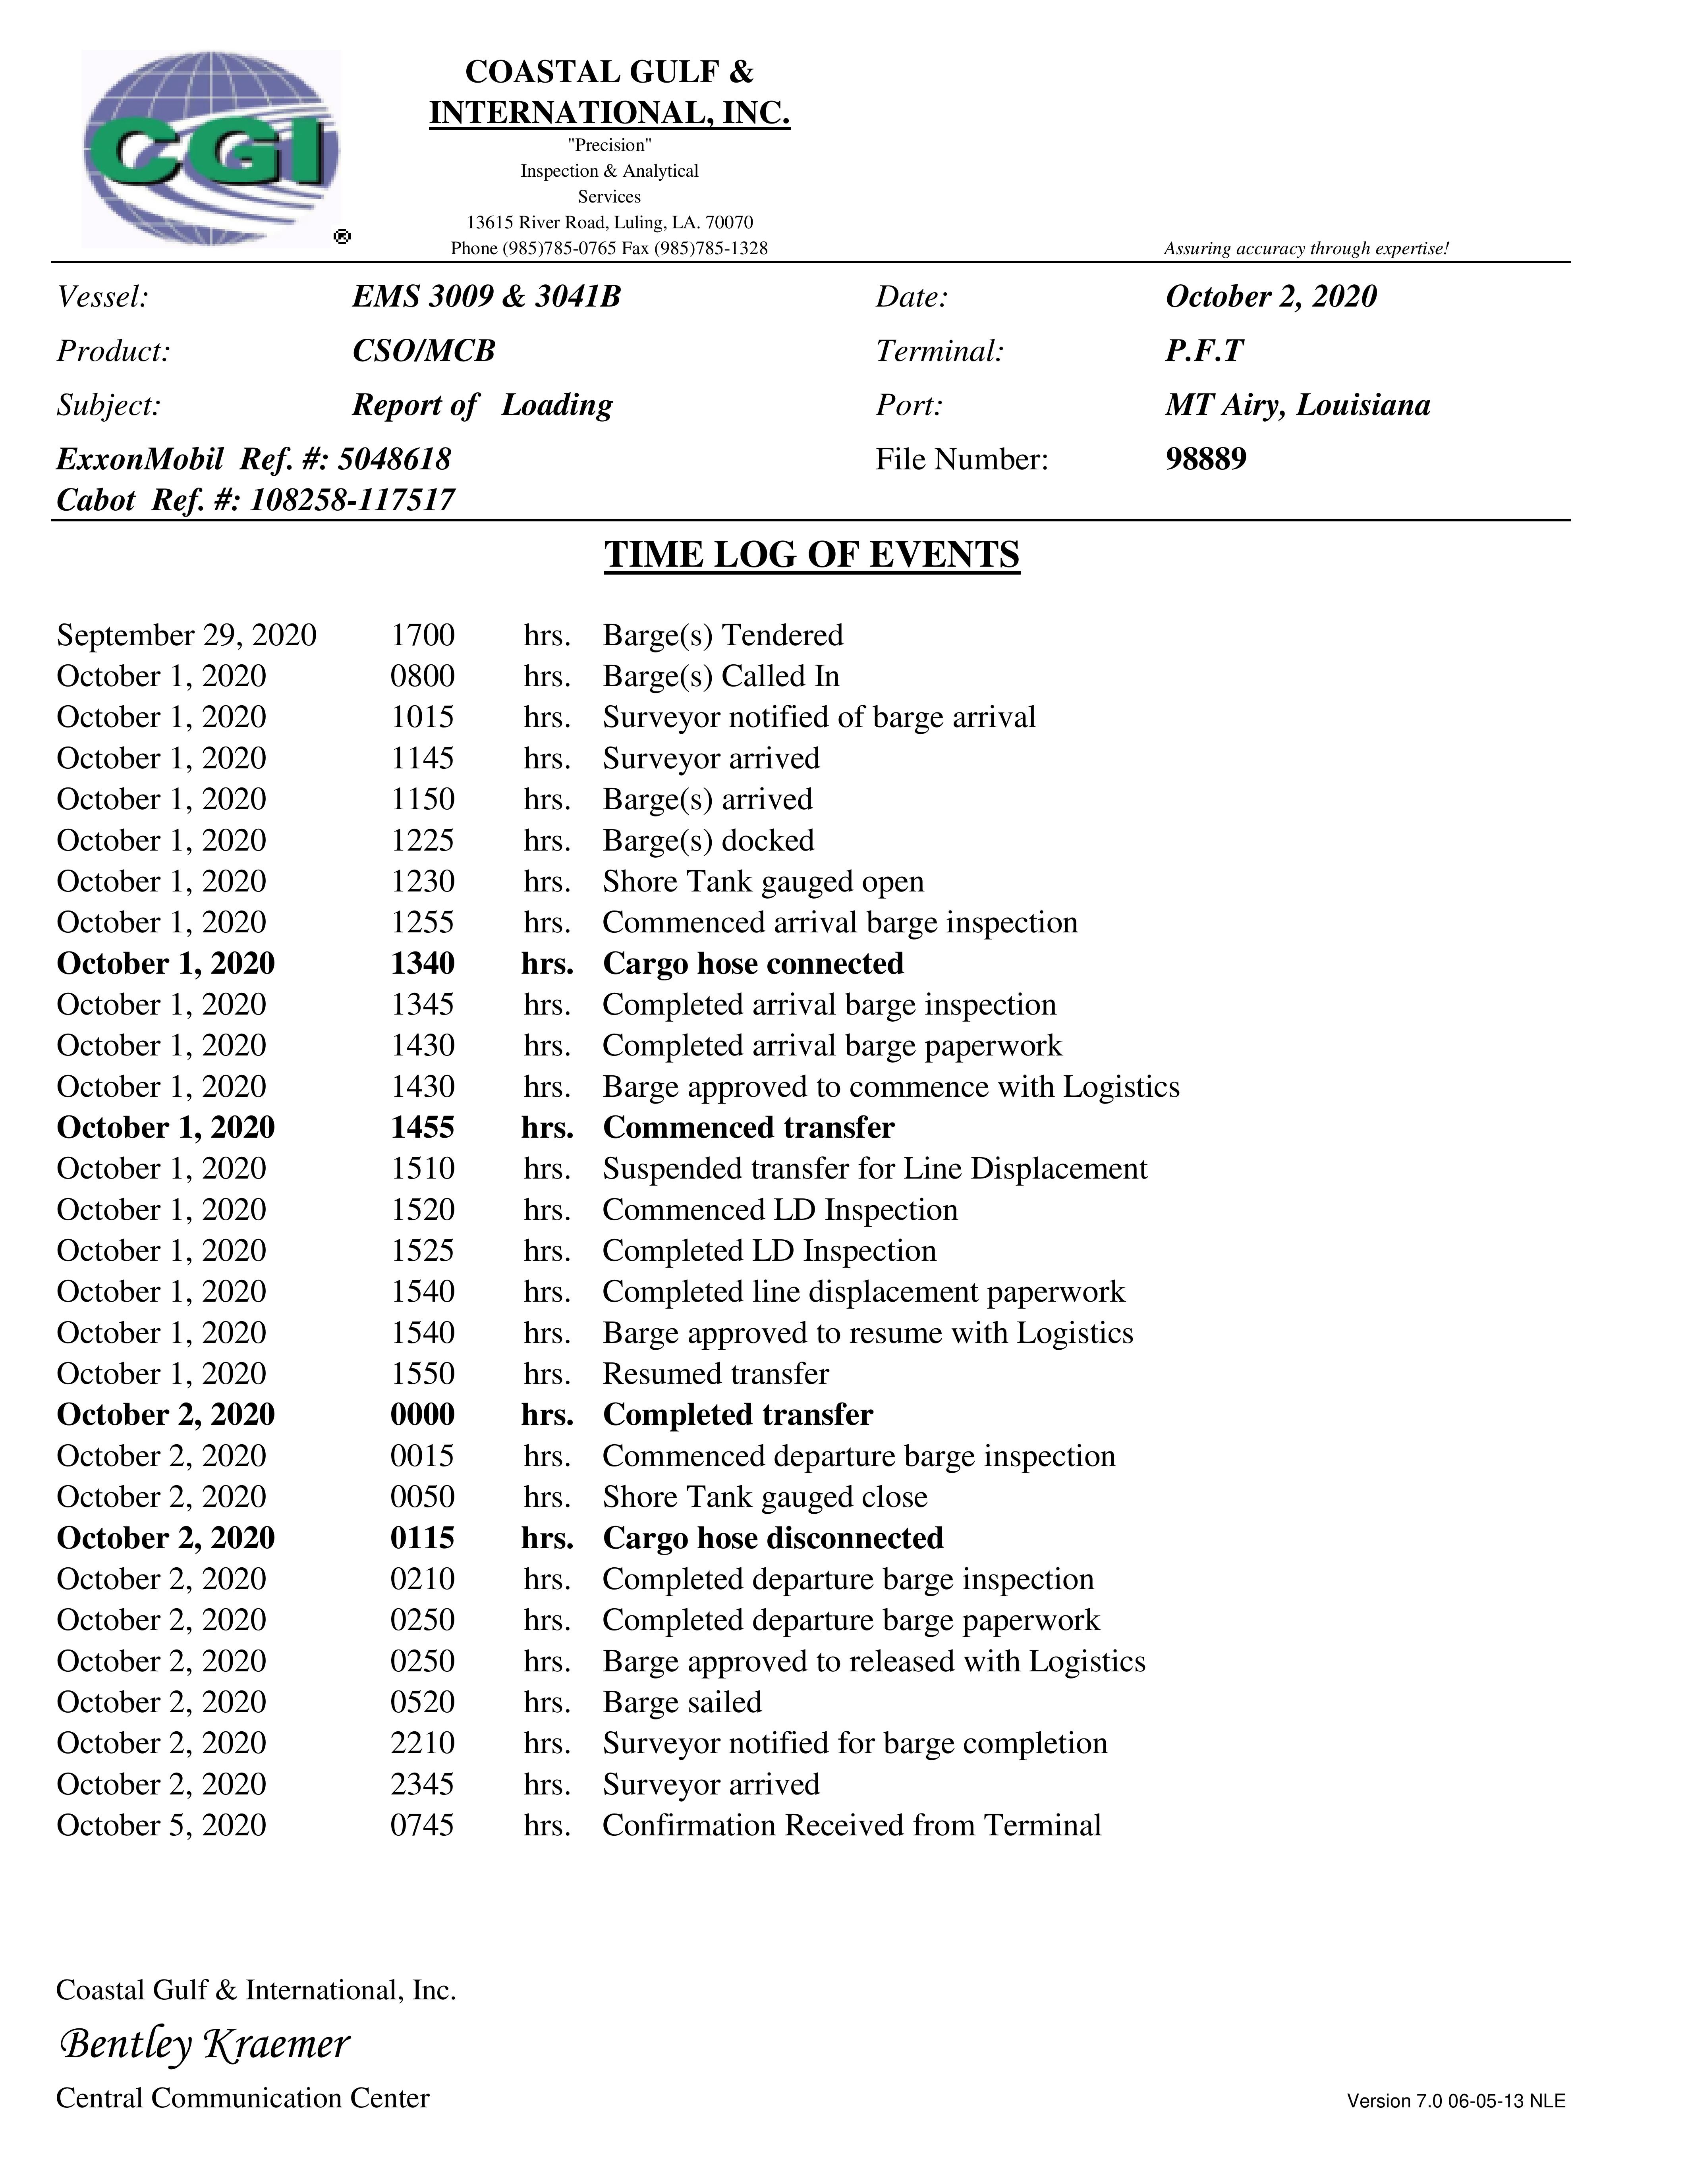 CGI
®
COASTAL GULF &
INTERNATIONAL, INC.
"Precision"
Inspection & Analytical
Services
13615 River Road, Luling, LA. 70070
Phone (985)785-0765 Fax (985)785-1328
Assuring accuracy through expertise!
Vessel: EMS 3009 & 3041B Date: October 2, 2020
Product: CSO/MCB Terminal: P.F.T
Subject: Report of Loading Port: MT Airy, Louisiana
ExxonMobil Ref. #: 5048618 File Number: 98889
Cabot Ref. #: 108258-117517
TIME LOG OF EVENTS
September 29, 2020 1700 hrs. Barge(s) Tendered
October 1, 2020 0800 hrs. Barge(s) Called In
October 1, 2020 1015 hrs. Surveyor notified of barge arrival
October 1, 2020 1145 hrs. Surveyor arrived
October 1, 2020 1150 hrs. Barge(s) arrived
October 1, 2020 1225 hrs. Barge(s) docked
October 1, 2020 1230 hrs. Shore Tank gauged open
October 1, 2020 1255 hrs. Commenced arrival barge inspection
October 1, 2020 1340 hrs. Cargo hose connected
October 1, 2020 1345 hrs. Completed arrival barge inspection
October 1, 2020 1430 hrs. Completed arrival barge paperwork
October 1, 2020 1430 hrs. Barge approved to commence with Logistics
October 1, 2020 1455 hrs. Commenced transfer
October 1, 2020 1510 hrs. Suspended transfer for Line Displacement
October 1, 2020 1520 hrs. Commenced LD Inspection
October 1, 2020 1525 hrs. Completed LD Inspection
October 1, 2020 1540 hrs. Completed line displacement paperwork
October 1, 2020 1540 hrs. Barge approved to resume with Logistics
October 1, 2020 1550 hrs. Resumed transfer
October 2, 2020 0000 hrs. Completed transfer
October 2, 2020 0015 hrs. Commenced departure barge inspection
October 2, 2020 0050 hrs. Shore Tank gauged close
October 2, 2020 0115 hrs. Cargo hose disconnected
October 2, 2020 0210 hrs. Completed departure barge inspection
October 2, 2020 0250 hrs. Completed departure barge paperwork
October 2, 2020 0250 hrs. Barge approved to released with Logistics
October 2, 2020 0520 hrs. Barge sailed
October 2, 2020 2210 hrs. Surveyor notified for barge completion
October 2, 2020 2345 hrs. Surveyor arrived
October 5, 2020 0745 hrs. Confirmation Received from Terminal
Coastal Gulf & International, Inc.
Bentley Kraemer
Central Communication Center
Version 7.0 06-05-13 NLE